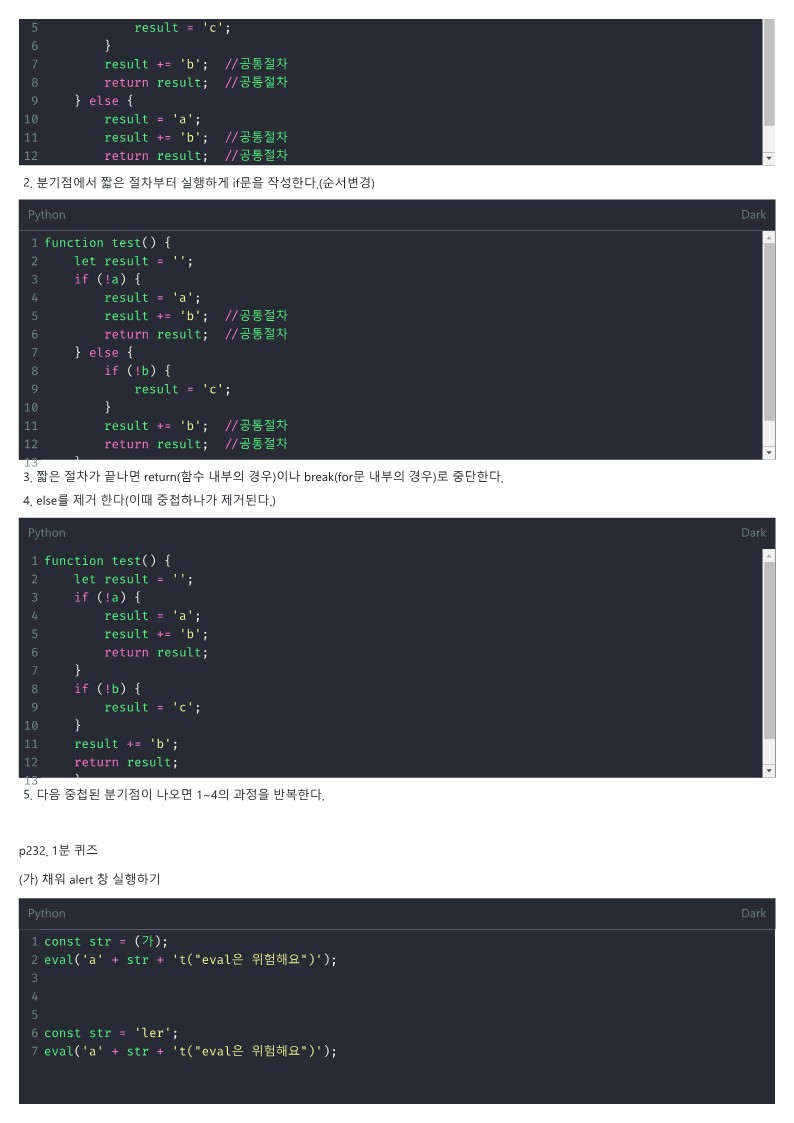 5             result = 'c';
6         }
7         result += 'b';  //공통절차
8         return result;  //공통절차
9     } else {
10         result = 'a';
11         result += 'b';  //공통절차
12         return result;  //공통절차
2. 분기점에서 짧은 절차부터 실행하게 if문을 작성한다.(순서변경)
Python Dark
1 function test() {
2     let result = '';
3     if (!a) {
4         result = 'a';
5         result += 'b';  //공통절차
6         return result;  //공통절차
7     } else {
8         if (!b) {
9             result = 'c';
10         }
11         result += 'b';  //공통절차
12         return result;  //공통절차
13     }
3. 짧은 절차가 끝나면 return(함수 내부의 경우)이나 break(for문 내부의 경우)로 중단한다.
4. else를 제거 한다(이때 중첩하나가 제거된다.)
Python Dark
1 function test() {
2     let result = '';
3     if (!a) {
4         result = 'a';
5         result += 'b';
6         return result;
7     }
8     if (!b) {
9         result = 'c';
10     }
11     result += 'b';
12     return result;
13     }
5. 다음 중첩된 분기점이 나오면 1~4의 과정을 반복한다.
p232. 1분 퀴즈
(가) 채워 alert 창 실행하기
Python Dark
1 const str = (가);
2 eval('a' + str + 't("eval은 위험해요")');
3
4
5
6 const str = 'ler';
7 eval('a' + str + 't("eval은 위험해요")');